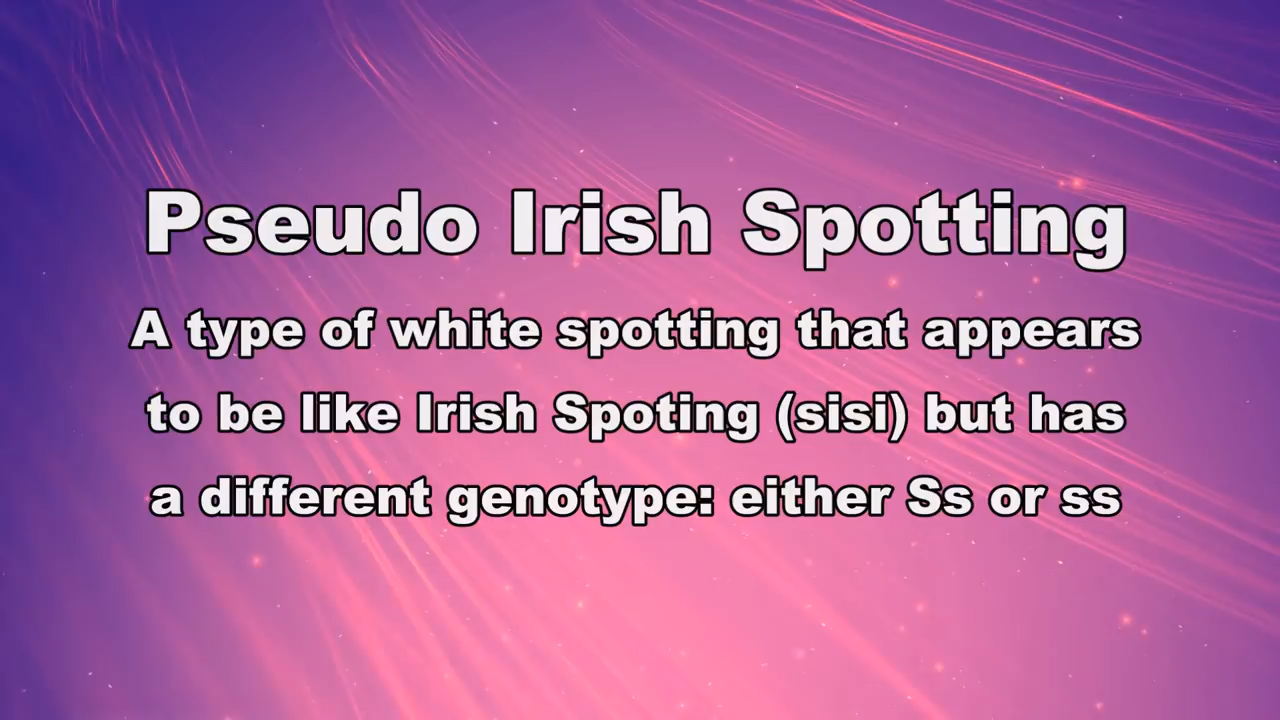 Pseudo Irish Spotting
A type of white spotting that appears
to be like Irish Spoting (sisi) but has
a different genotype: either Ss or ss